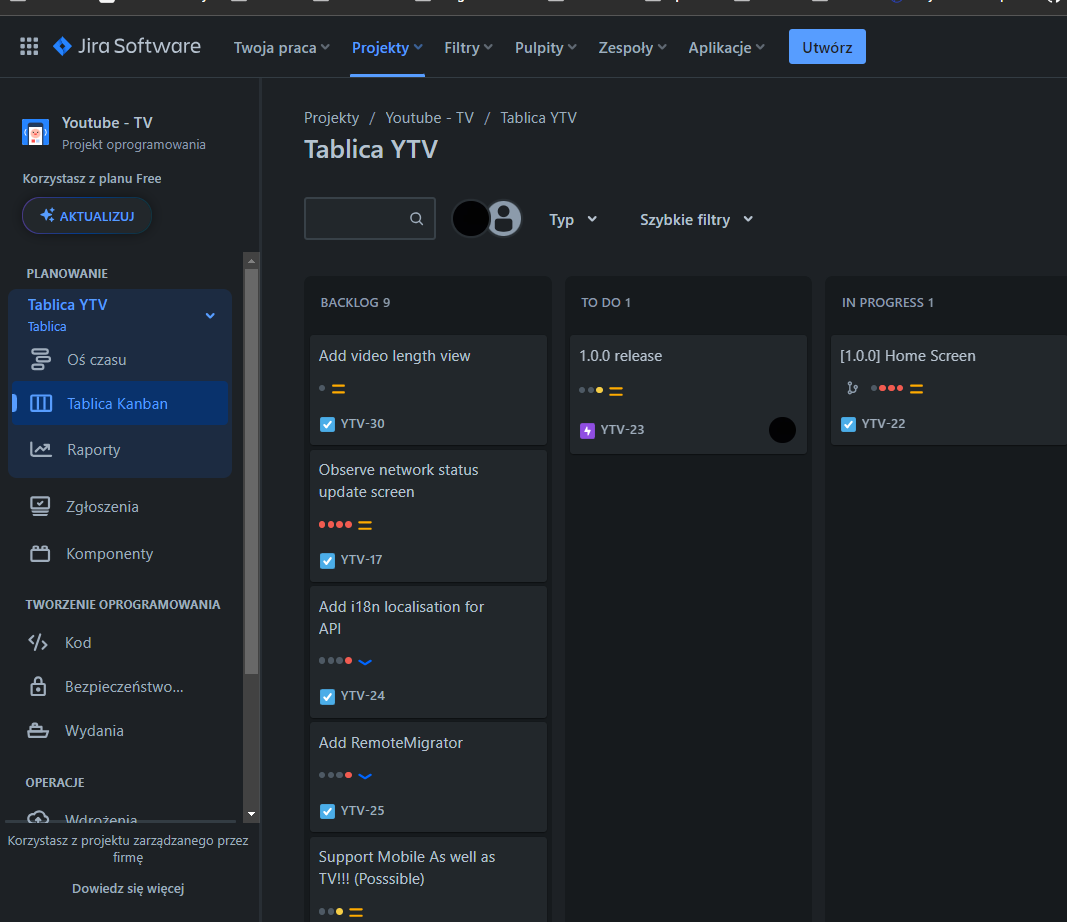 Jira Software
Twoja praca
Projekty
Filtry
Pulpity
Zespoły
Aplikacje
Utwórz
Youtube - TV
Projekt oprogramowania
Korzystasz z planu Free
AKTUALIZUJ
PLANOWANIE
Tablica YTV
Tablica
Oś czasu
Tablica Kanban
Raporty
Zgłoszenia
Komponenty
TWORZENIE OPROGRAMOWANIA
Kod
Bezpieczeństwo...
Wydania
OPERACJE
Wdrożenia
Korzystasz z projektu zarządzanego przez
firmę
Dowiedz się więcej
Projekty / Youtube - TV / Tablica YTV
Tablica YTV
Typ
Szybkie filtry
BACKLOG 9
Add video length view
YTV-30
Observe network status
update screen
YTV-17
Add i18n localisation for
API
YTV-24
Add RemoteMigrator
YTV-25
Support Mobile As well as
TV!!! (Posssible)
TO DO 1
1.0.0 release
YTV-23
IN PROGRESS 1
[1.0.0] Home Screen
YTV-22